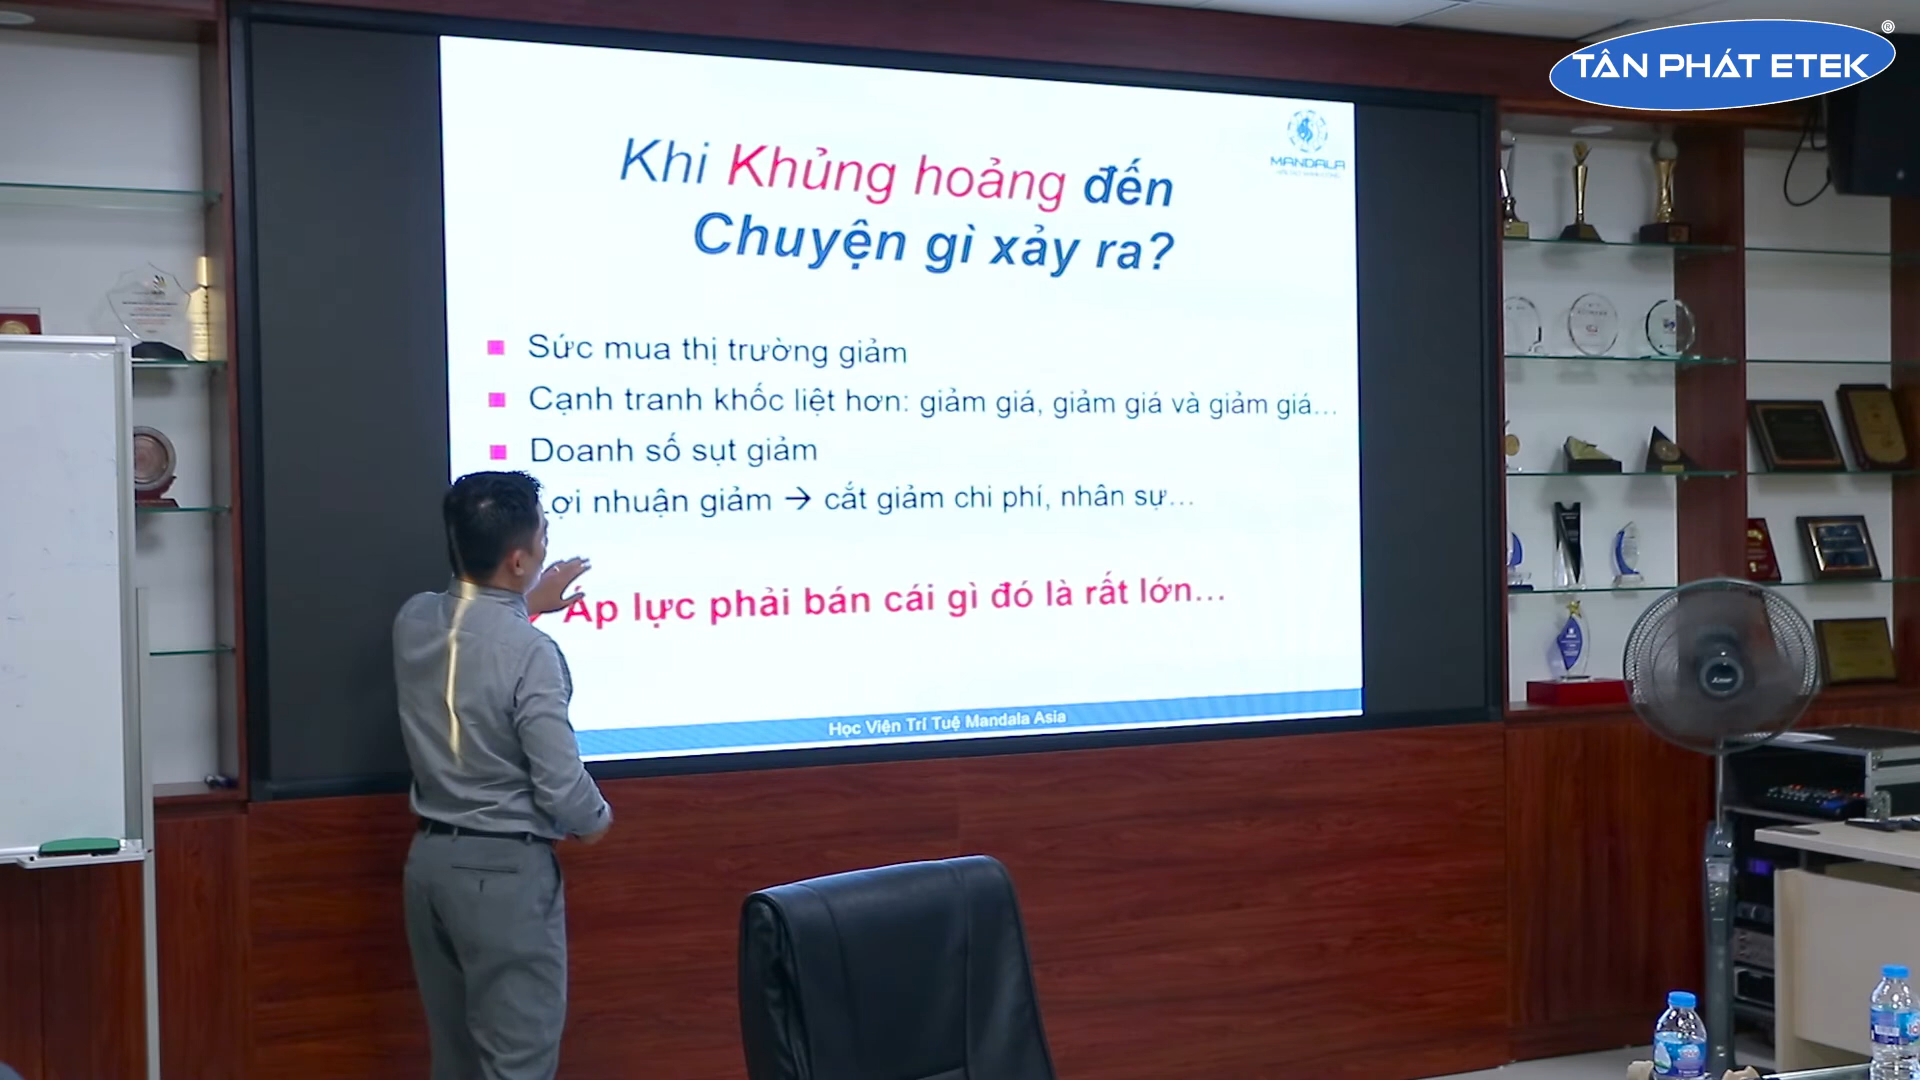 TÂN PHÁT ETEK
®
MANDALA
Khi Khủng hoảng đến
Chuyện gì xảy ra?
Sức mua thị trường giảm
Cạnh tranh khốc liệt hơn: giảm giá, giảm giá và giảm giá...
Doanh số sụt giảm
Lợi nhuận giảm → cắt giảm chi phí, nhân sự...
Áp lực phải bán cái gì đó là rất lớn...
Học Viện Trí Tuệ Mandala Asia